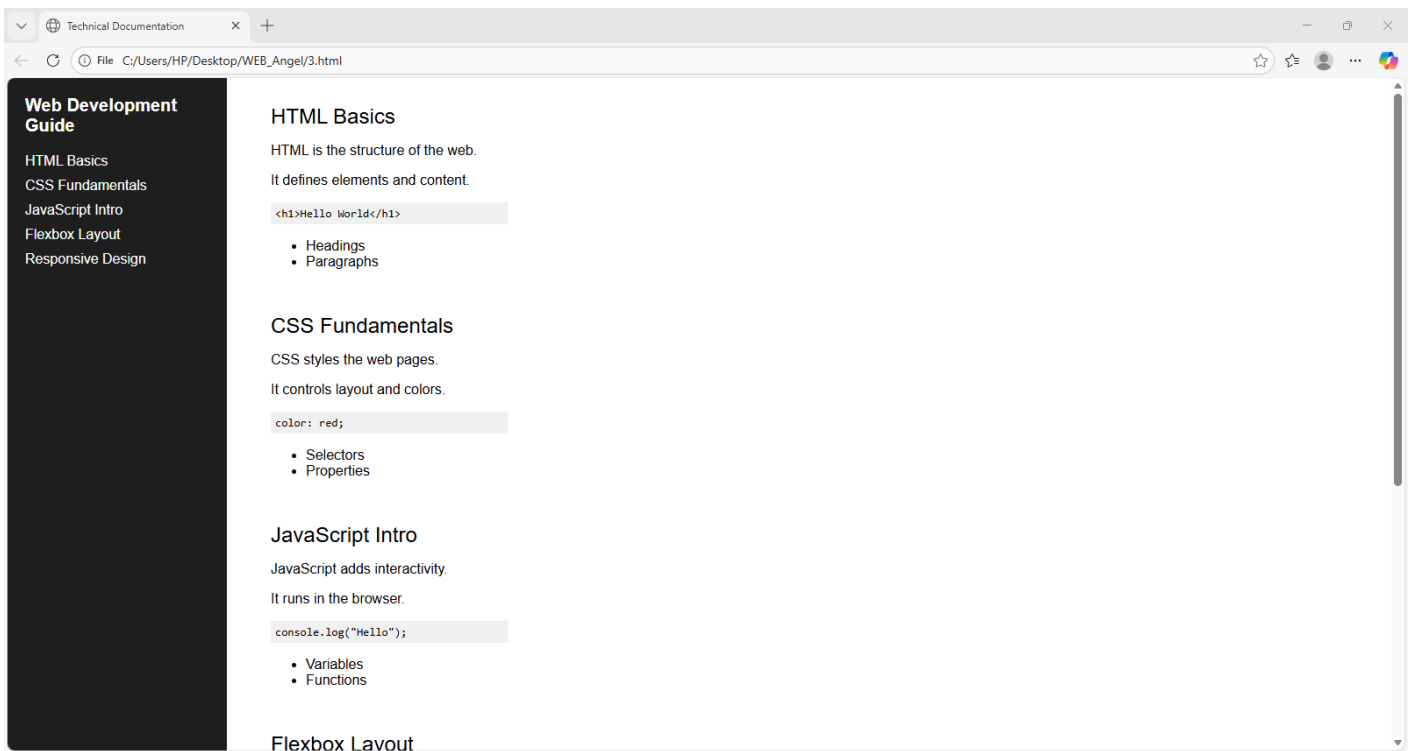 Technical Documentation
File C:/Users/HP/Desktop/WEB_Angel/3.html
Web Development
Guide
HTML Basics
CSS Fundamentals
JavaScript Intro
Flexbox Layout
Responsive Design
HTML Basics
HTML is the structure of the web.
It defines elements and content.
<h1>Hello World</h1>
• Headings
• Paragraphs
CSS Fundamentals
CSS styles the web pages.
It controls layout and colors.
color: red;
• Selectors
• Properties
JavaScript Intro
JavaScript adds interactivity.
It runs in the browser.
console.log("Hello");
• Variables
• Functions
Flexbox Layout